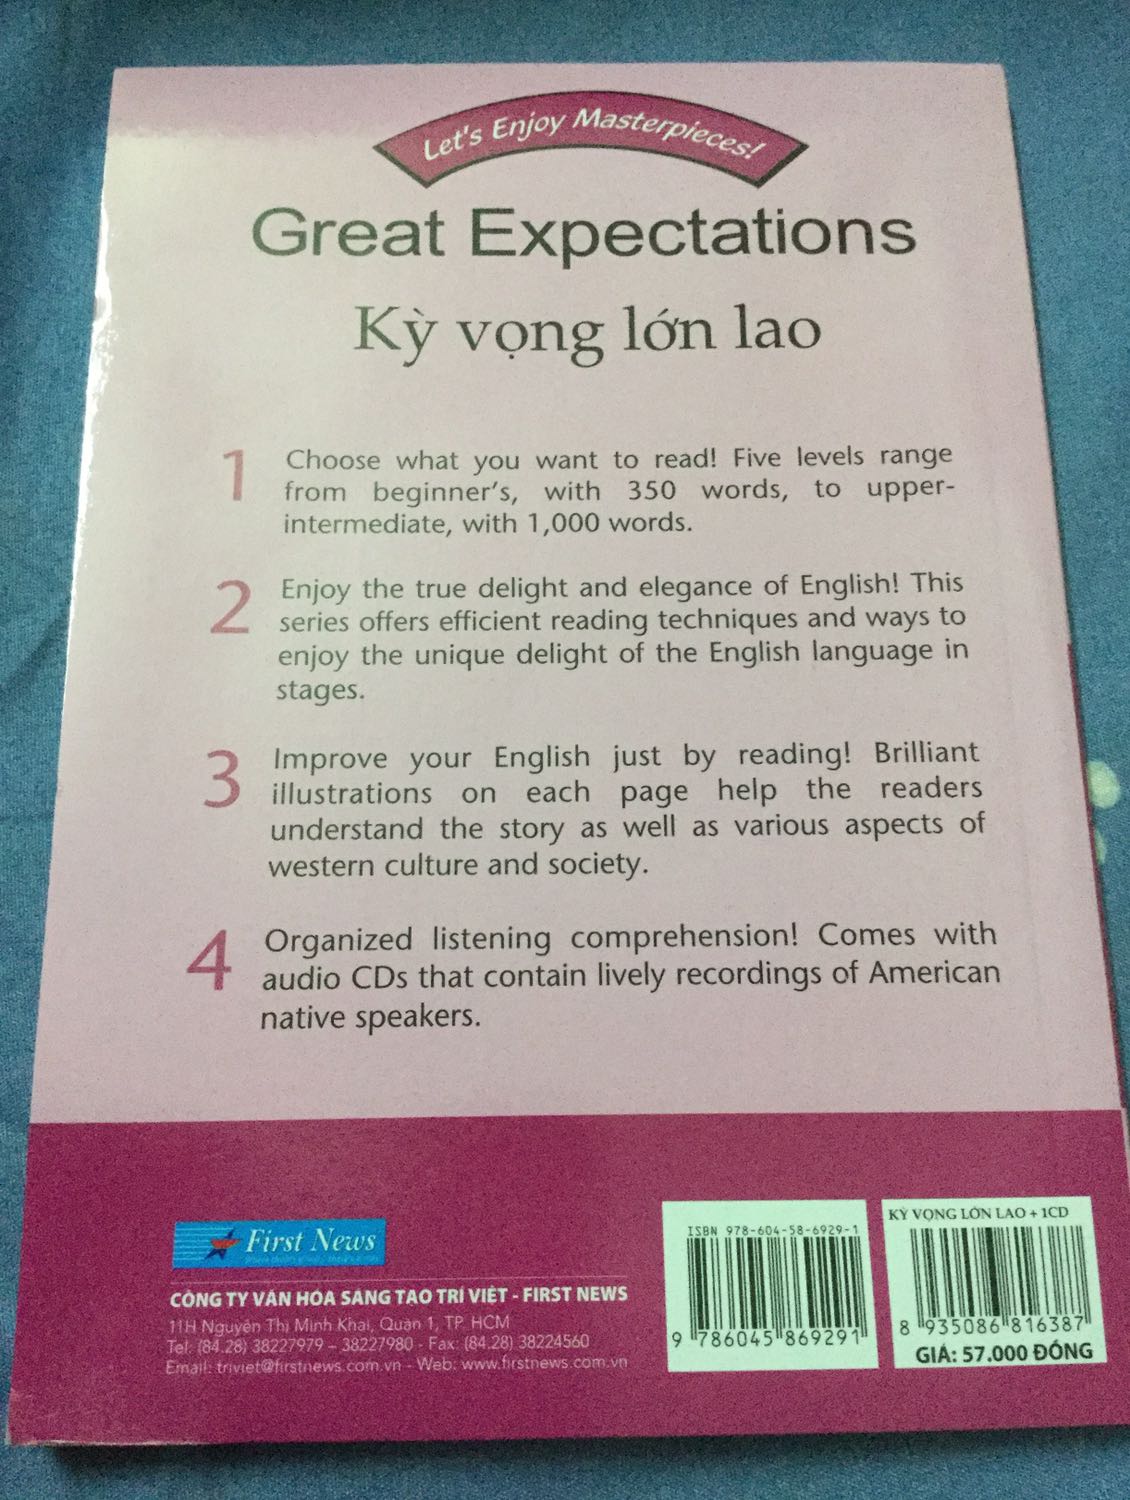 Let's Enjoy Masterpieces!
Great Expectations
Kỳ vọng lớn lao
1 Choose what you want to read! Five levels range
from beginner's, with 350 words, to upper-
intermediate, with 1,000 words.
2 Enjoy the true delight and elegance of English! This
series offers efficient reading techniques and ways to
enjoy the unique delight of the English language in
stages.
3 Improve your English just by reading! Brilliant
illustrations on each page help the readers
understand the story as well as various aspects of
western culture and society.
4 Organized listening comprehension! Comes with
audio CDs that contain lively recordings of American
native speakers.
First News
CÔNG TY VĂN HÓA SÁNG TẠO TRÍ VIỆT - FIRST NEWS
11H Nguyễn Thị Minh Khai, Quận 1, TP. HCM
Tel: (84.28) 38227979 – 38227980 - Fax: (84.28) 38224560
Email: triviet@firstnews.com.vn - Web: www.firstnews.com.vn
ISBN 978-604-58-6929-1
9 786045 869291
KỲ VỌNG LỚN LAO + 1CD
8 935086 816387
GIÁ: 57.000 ĐỒNG